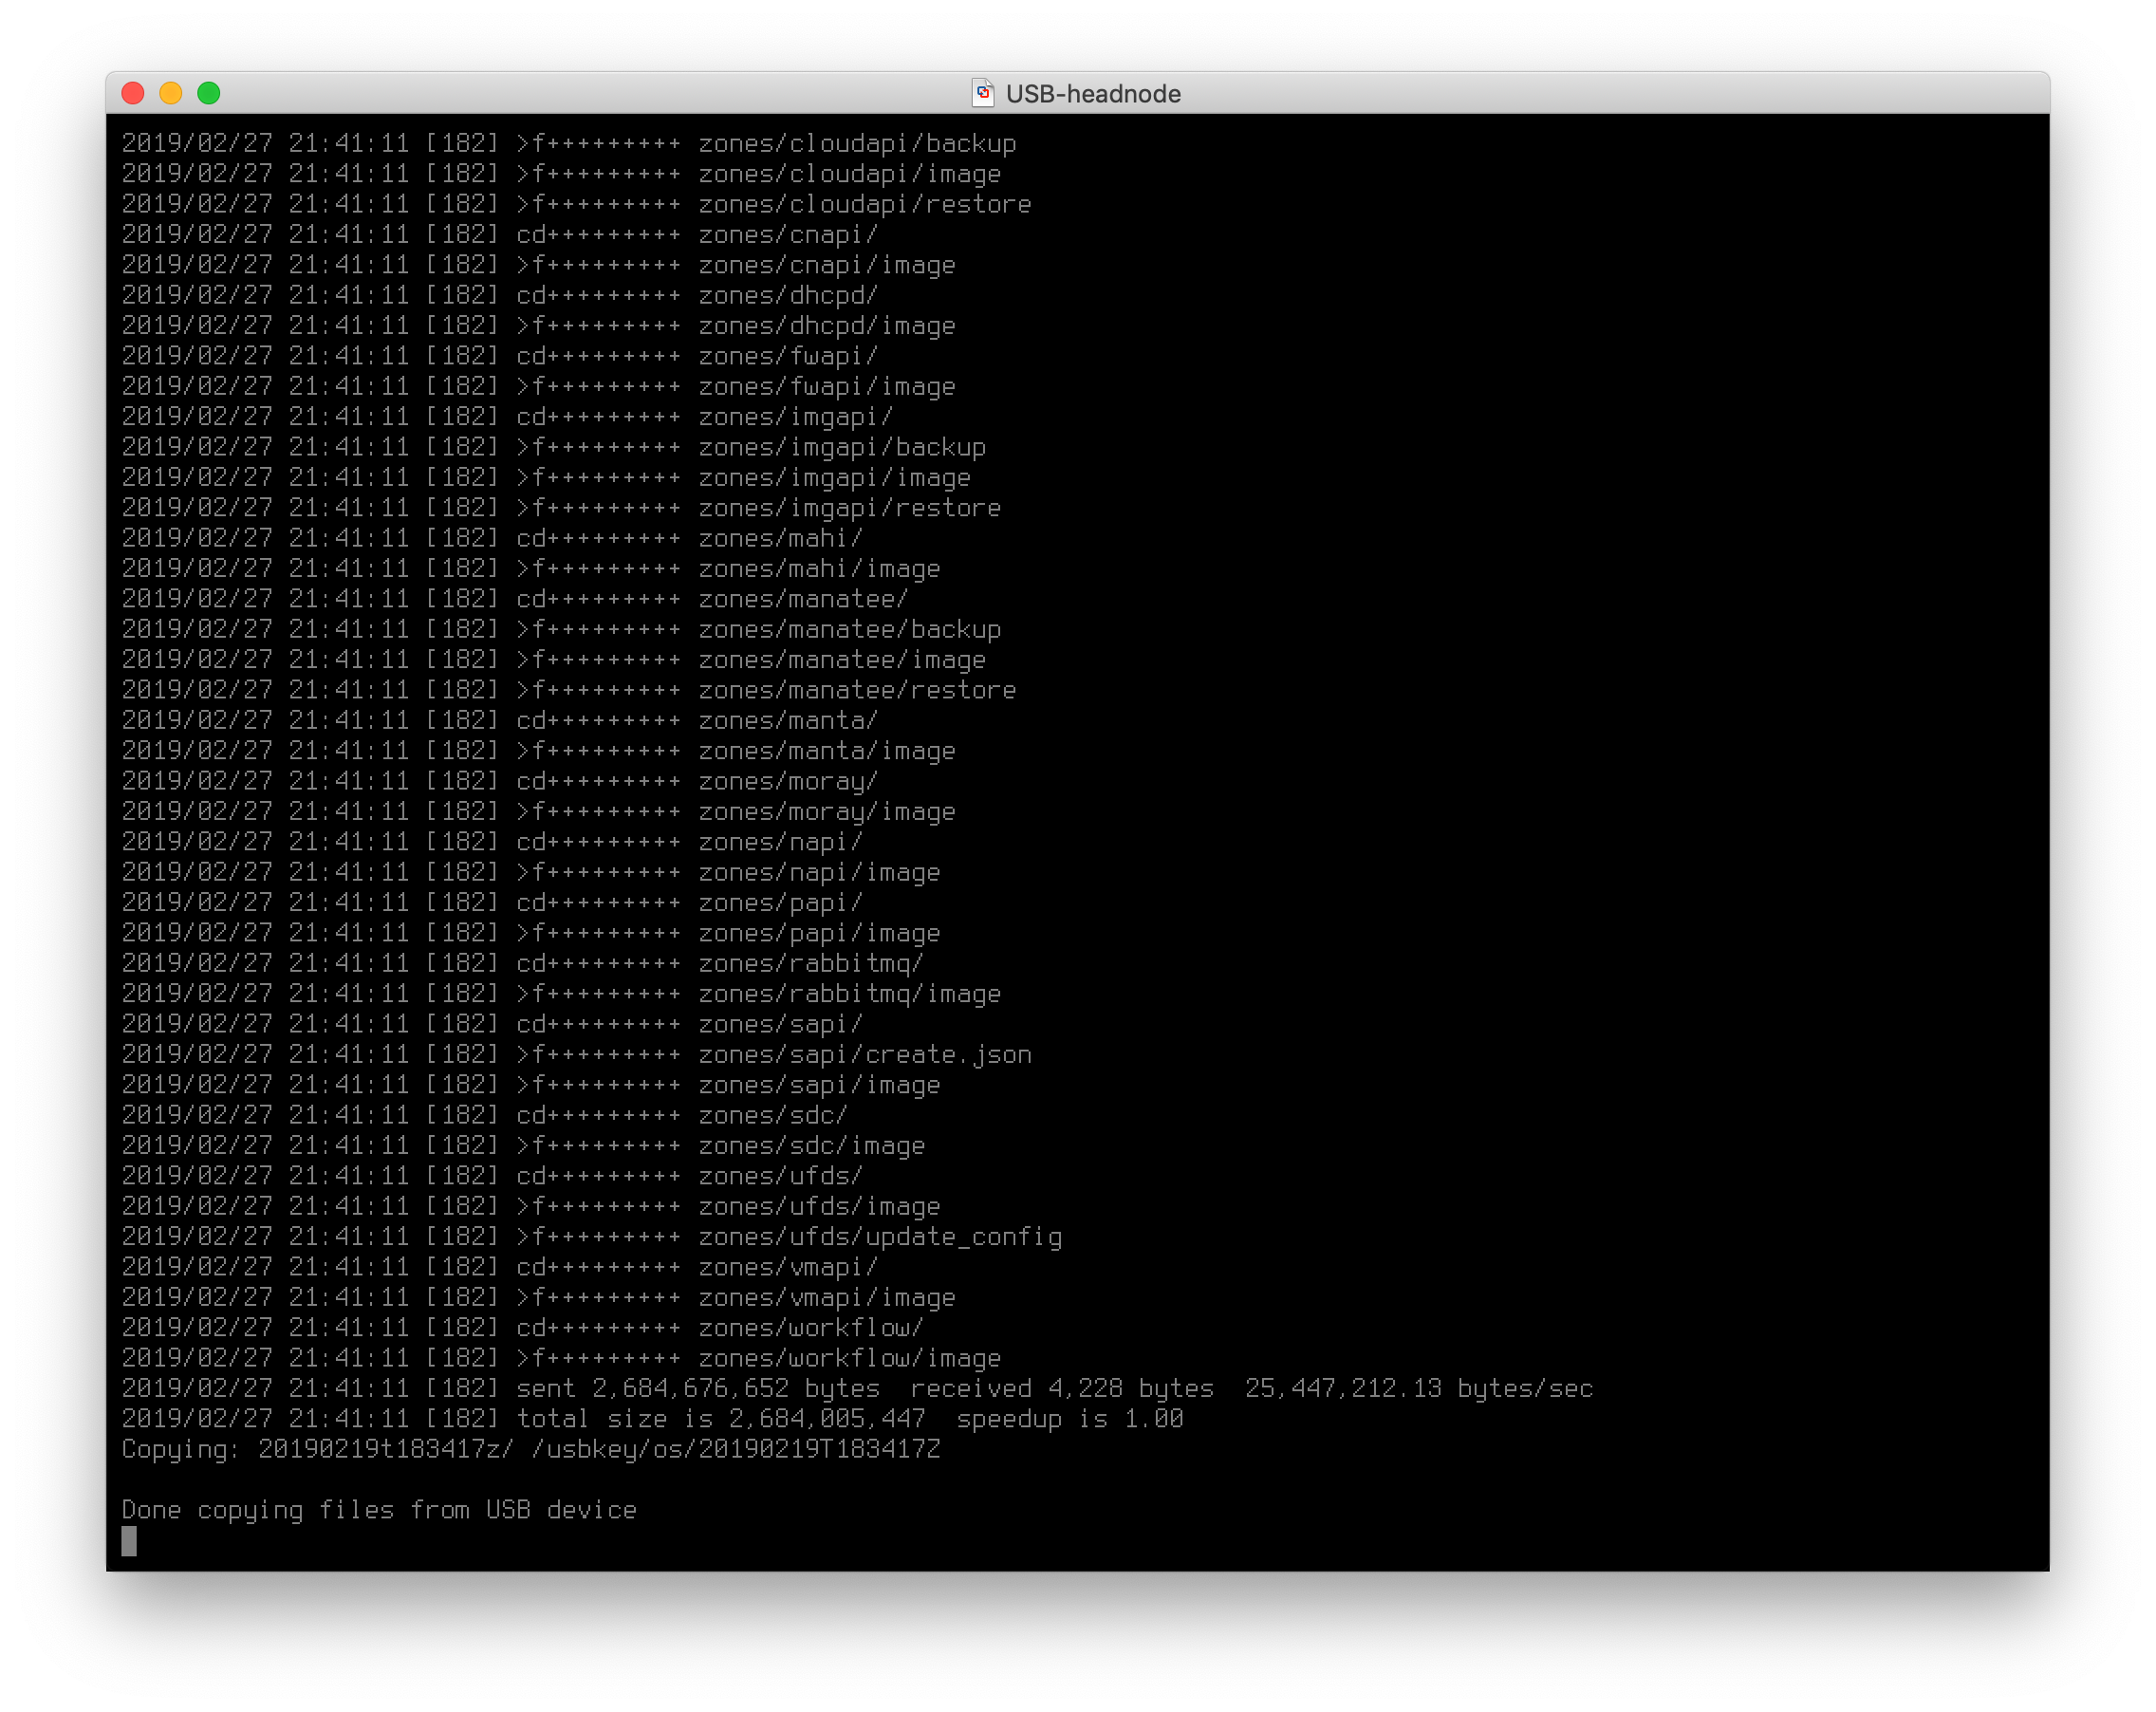 USB-headnode
2019/02/27 21:41:11 [182] >f+++++++++ zones/cloudapi/backup
2019/02/27 21:41:11 [182] >f+++++++++ zones/cloudapi/image
2019/02/27 21:41:11 [182] >f+++++++++ zones/cloudapi/restore
2019/02/27 21:41:11 [182] cd+++++++++ zones/cnapi/
2019/02/27 21:41:11 [182] >f+++++++++ zones/cnapi/image
2019/02/27 21:41:11 [182] cd+++++++++ zones/dhcpd/
2019/02/27 21:41:11 [182] >f+++++++++ zones/dhcpd/image
2019/02/27 21:41:11 [182] cd+++++++++ zones/fwapi/
2019/02/27 21:41:11 [182] >f+++++++++ zones/fwapi/image
2019/02/27 21:41:11 [182] cd+++++++++ zones/imgapi/
2019/02/27 21:41:11 [182] >f+++++++++ zones/imgapi/backup
2019/02/27 21:41:11 [182] >f+++++++++ zones/imgapi/image
2019/02/27 21:41:11 [182] >f+++++++++ zones/imgapi/restore
2019/02/27 21:41:11 [182] cd+++++++++ zones/mahi/
2019/02/27 21:41:11 [182] >f+++++++++ zones/mahi/image
2019/02/27 21:41:11 [182] cd+++++++++ zones/manatee/
2019/02/27 21:41:11 [182] >f+++++++++ zones/manatee/backup
2019/02/27 21:41:11 [182] >f+++++++++ zones/manatee/image
2019/02/27 21:41:11 [182] >f+++++++++ zones/manatee/restore
2019/02/27 21:41:11 [182] cd+++++++++ zones/manta/
2019/02/27 21:41:11 [182] >f+++++++++ zones/manta/image
2019/02/27 21:41:11 [182] cd+++++++++ zones/moray/
2019/02/27 21:41:11 [182] >f+++++++++ zones/moray/image
2019/02/27 21:41:11 [182] cd+++++++++ zones/napi/
2019/02/27 21:41:11 [182] >f+++++++++ zones/napi/image
2019/02/27 21:41:11 [182] cd+++++++++ zones/papi/
2019/02/27 21:41:11 [182] >f+++++++++ zones/papi/image
2019/02/27 21:41:11 [182] cd+++++++++ zones/rabbitmq/
2019/02/27 21:41:11 [182] >f+++++++++ zones/rabbitmq/image
2019/02/27 21:41:11 [182] cd+++++++++ zones/sapi/
2019/02/27 21:41:11 [182] >f+++++++++ zones/sapi/create.json
2019/02/27 21:41:11 [182] >f+++++++++ zones/sapi/image
2019/02/27 21:41:11 [182] cd+++++++++ zones/sdc/
2019/02/27 21:41:11 [182] >f+++++++++ zones/sdc/image
2019/02/27 21:41:11 [182] cd+++++++++ zones/ufds/
2019/02/27 21:41:11 [182] >f+++++++++ zones/ufds/image
2019/02/27 21:41:11 [182] >f+++++++++ zones/ufds/update_config
2019/02/27 21:41:11 [182] cd+++++++++ zones/vmapi/
2019/02/27 21:41:11 [182] >f+++++++++ zones/vmapi/image
2019/02/27 21:41:11 [182] cd+++++++++ zones/workflow/
2019/02/27 21:41:11 [182] >f+++++++++ zones/workflow/image
2019/02/27 21:41:11 [182] sent 2,684,676,652 bytes  received 4,228 bytes  25,447,212.13 bytes/sec
2019/02/27 21:41:11 [182] total size is 2,684,005,447  speedup is 1.00
Copying: 20190219t183417z/ /usbkey/os/20190219T183417Z
Done copying files from USB device